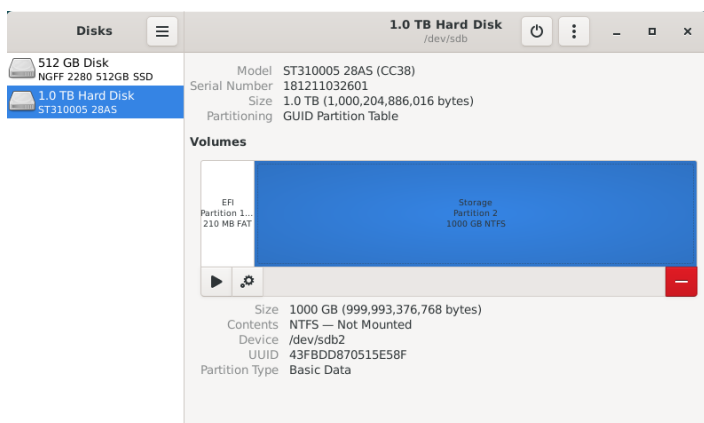 Disks
1.0 TB Hard Disk
/dev/sdb
512 GB Disk
NGFF 2280 512GB SSD
1.0 TB Hard Disk
ST310005 28AS
Model ST310005 28AS (CC38)
Serial Number 181211032601
Size 1.0 TB (1,000,204,886,016 bytes)
Partitioning GUID Partition Table
Volumes
EFI
Partition 1...
210 MB FAT
Storage
Partition 2
1000 GB NTFS
Size 1000 GB (999,993,376,768 bytes)
Contents NTFS — Not Mounted
Device /dev/sdb2
UUID 43FBDD870515E58F
Partition Type Basic Data